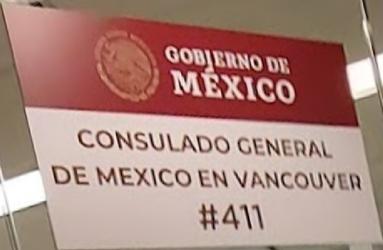 GOBIERNO DE
MÉXICO
CONSULADO GENERAL
DE MEXICO EN VANCOUVER
#411